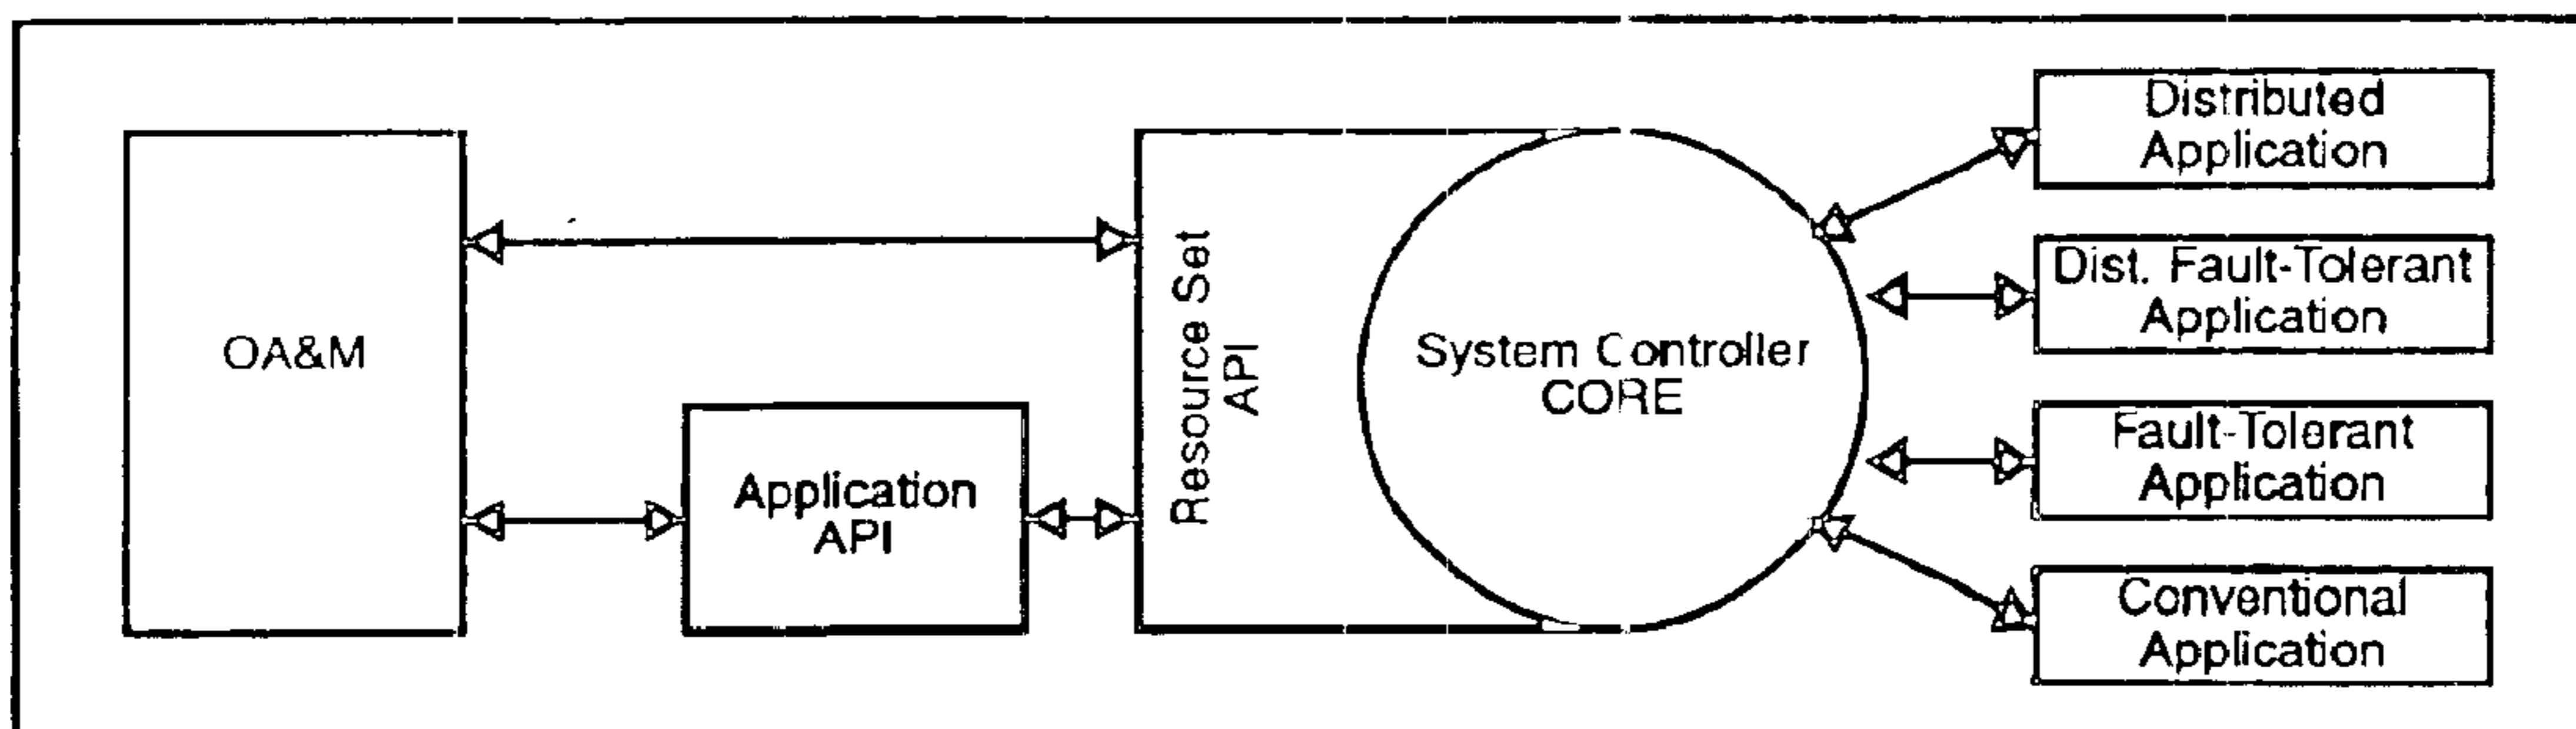 OA&M
Application
API
Resource Set
API
System Controller
CORE
Distributed
Application
Dist. Fault-Tolerant
Application
Fault-Tolerant
Application
Conventional
Application